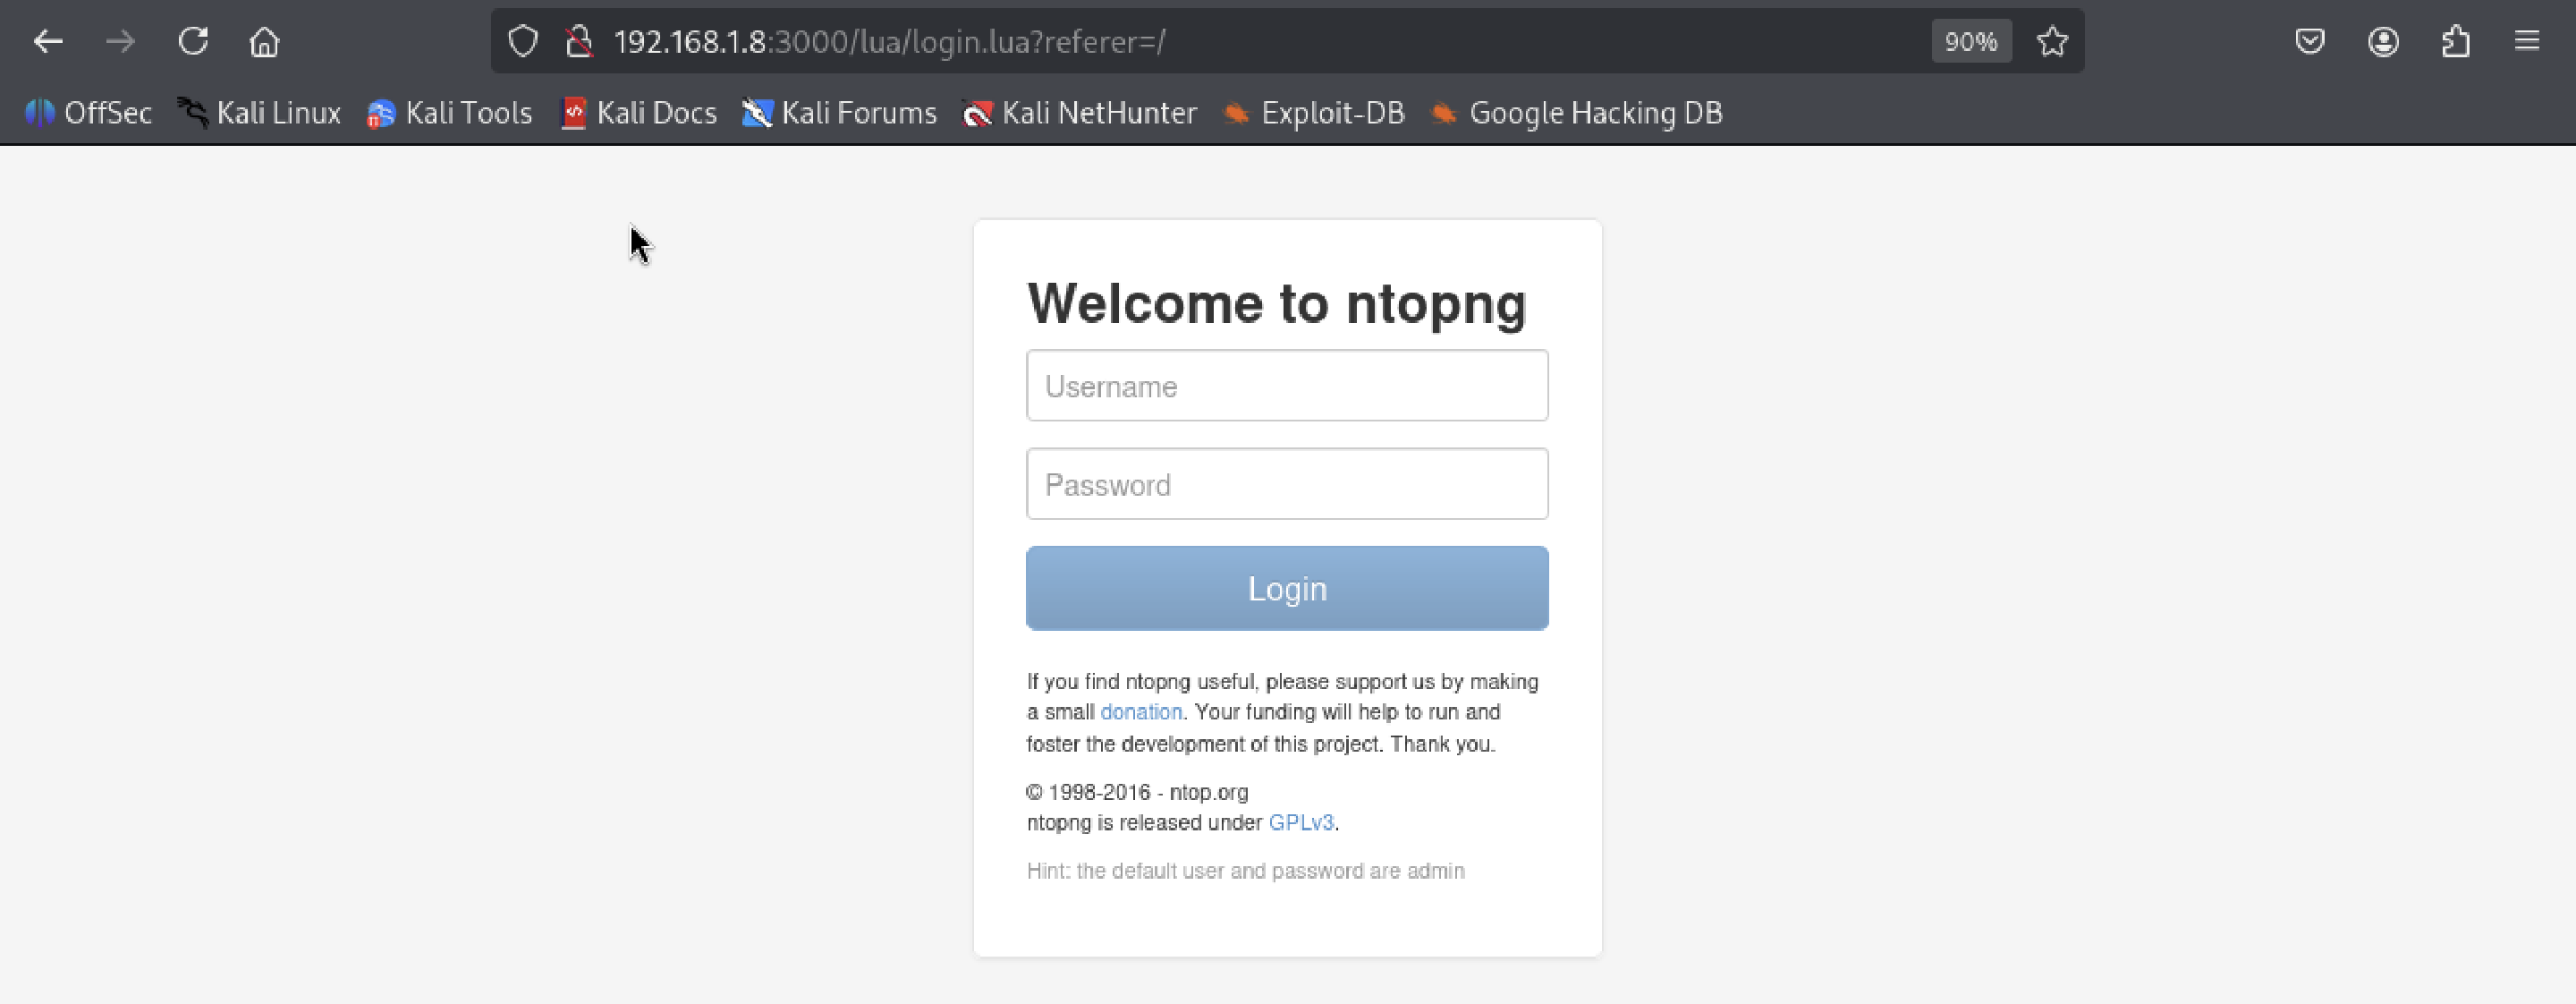 192.168.1.8:3000/lua/login.lua?referer=/
90%
OffSec Kali Linux Kali Tools Kali Docs Kali Forums Kali NetHunter Exploit-DB Google Hacking DB
Welcome to ntopng
Username
Password
Login
If you find ntopng useful, please support us by making
a small donation. Your funding will help to run and
foster the development of this project. Thank you.
© 1998-2016 - ntop.org
ntopng is released under GPLv3.
Hint: the default user and password are admin